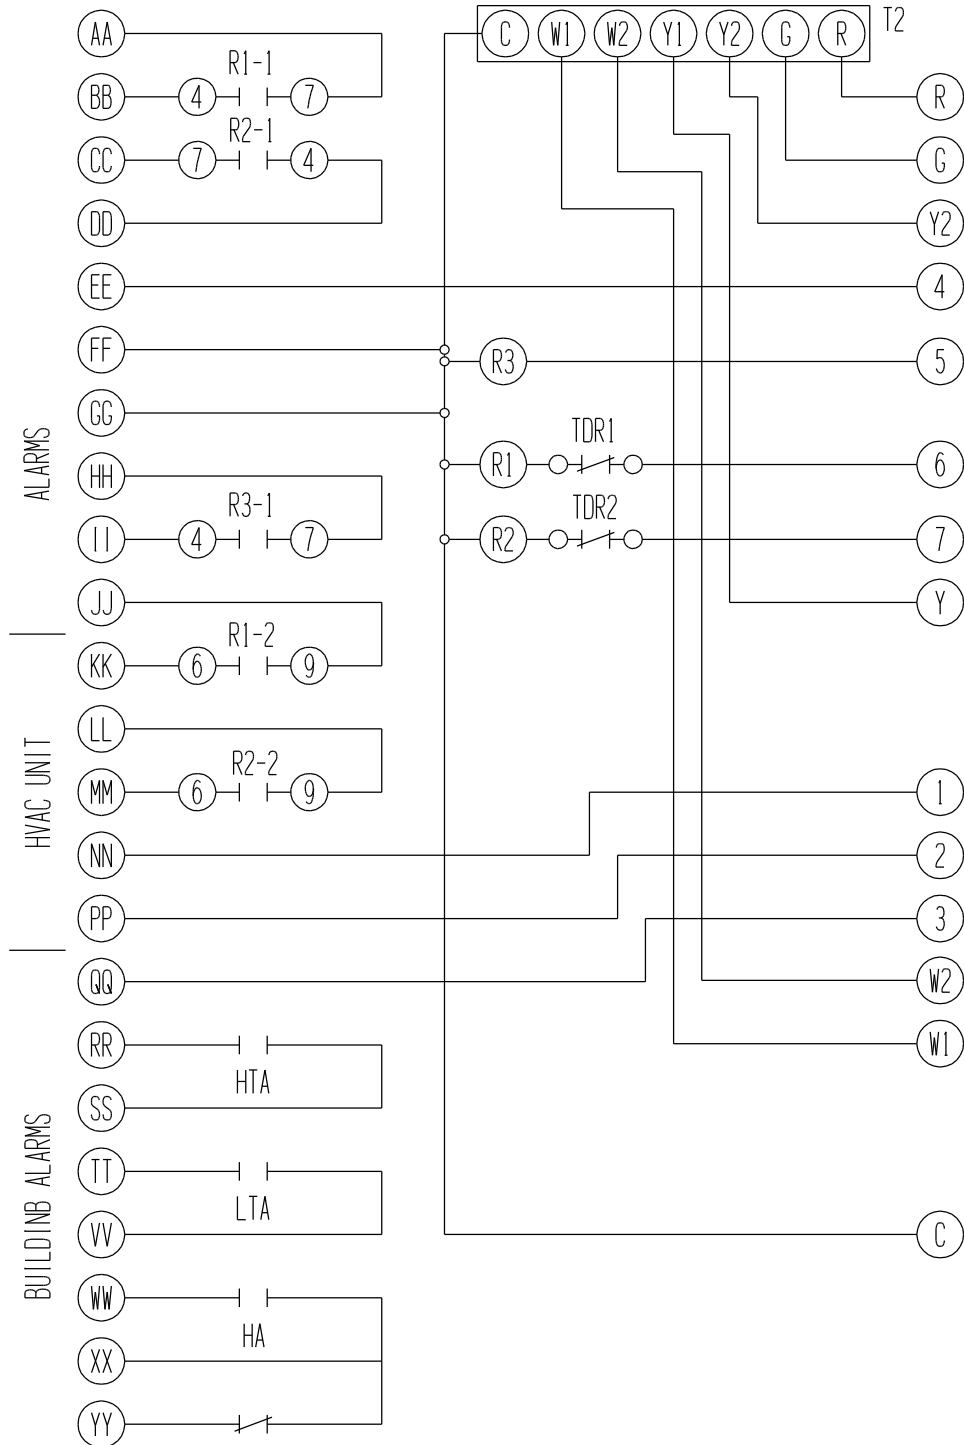 C W1 W2 Y1 Y2 G R T2
AA
R1-1
BB 4 7 R
R2-1
CC 7 4 G
DD Y2
EE 4
FF
R3 5
GG
TDR1
R1 6
HH
R3-1 TDR2
II 4 7 R2 7
JJ Y
R1-2
KK 6 9
LL
R2-2
MM 6 9 1
NN 2
PP 3
QQ W2
RR W1
HTA
SS
TT
LTA
VV C
WW
HA
XX
YY
ALARMS
HVAC UNIT
BUILDINB ALARMS